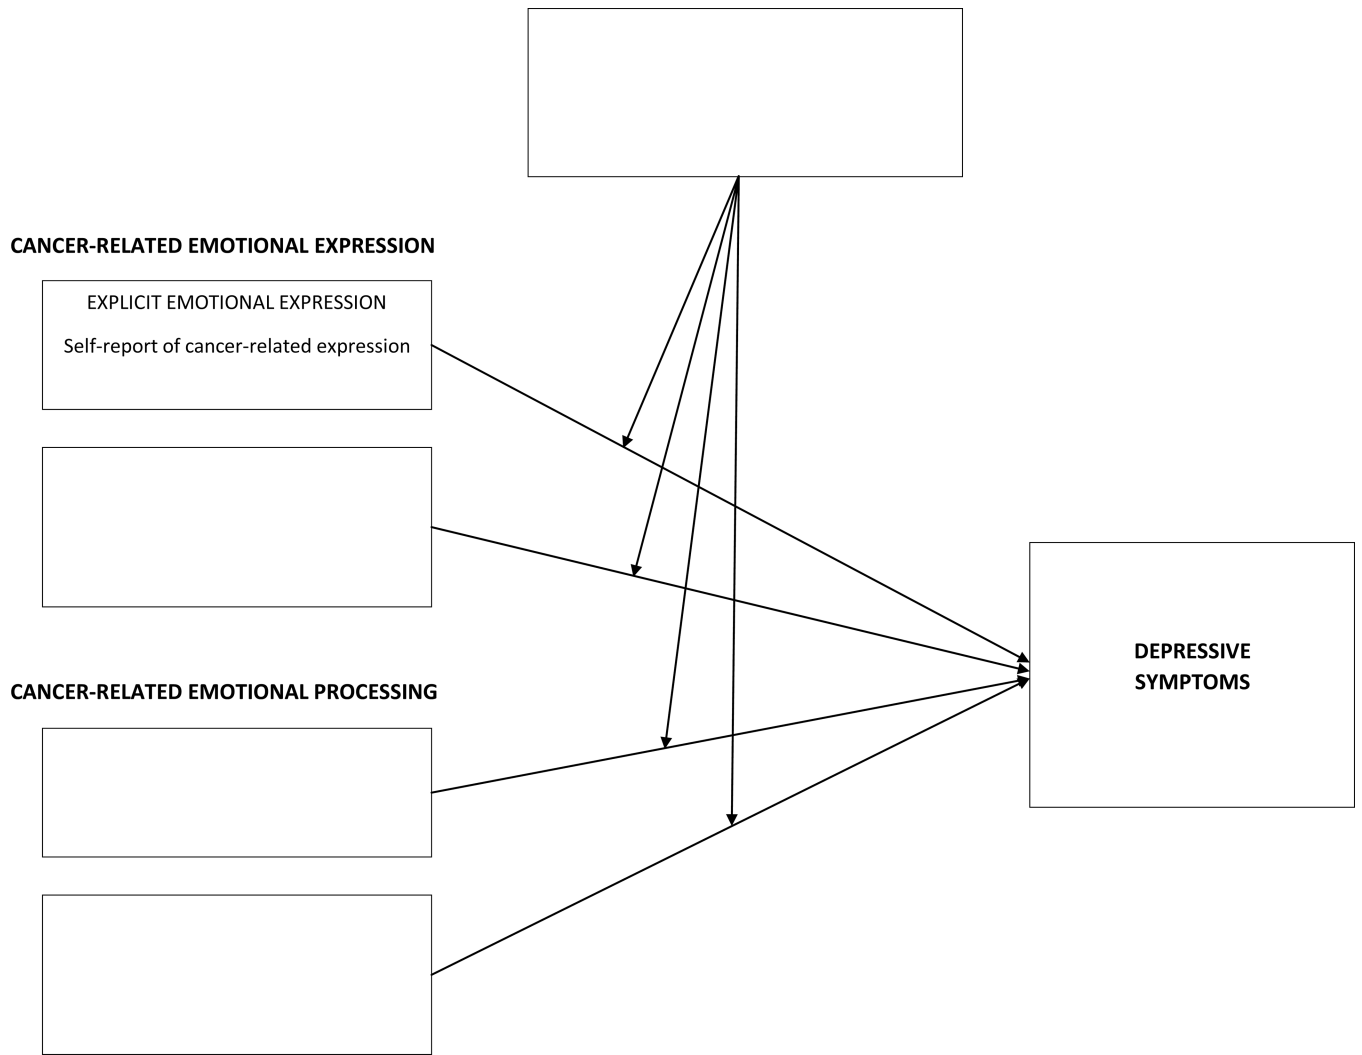 CANCER-RELATED EMOTIONAL EXPRESSION
EXPLICIT EMOTIONAL EXPRESSION
Self-report of cancer-related expression
DEPRESSIVE
SYMPTOMS
CANCER-RELATED EMOTIONAL PROCESSING